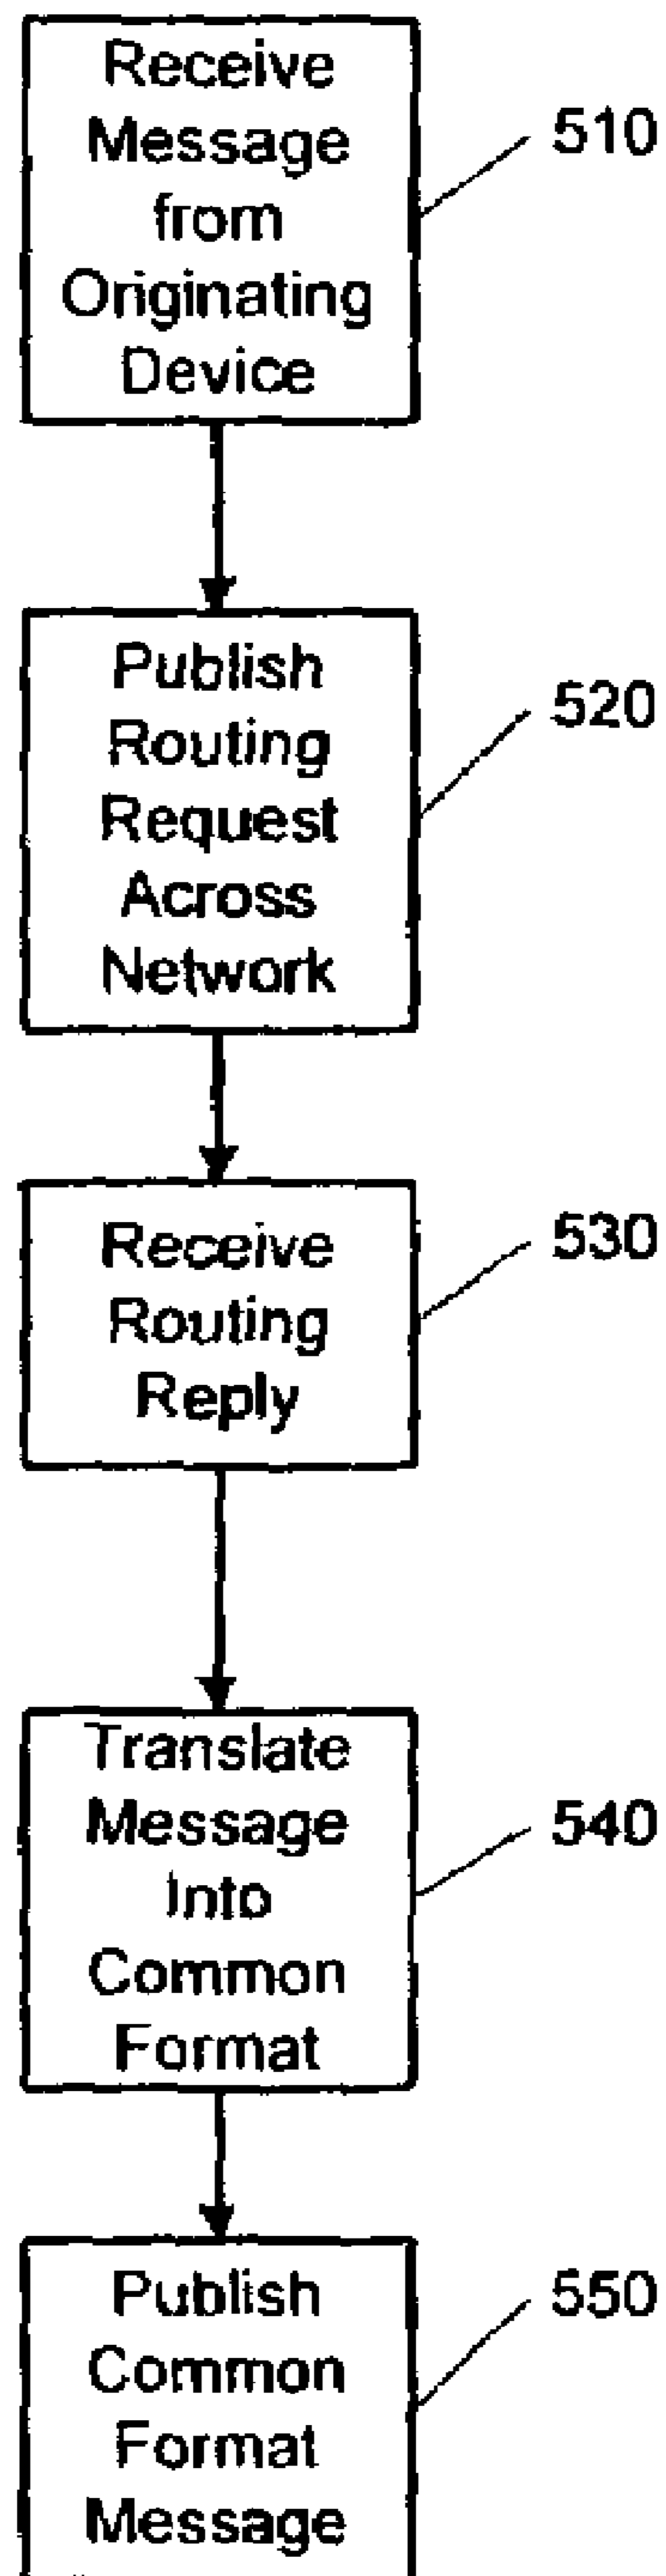 Receive
Message
from
Originating
Device
510
Publish
Routing
Request
Across
Network
520
Receive
Routing
Reply
530
Translate
Message
Into
Common
Format
540
Publish
Common
Format
Message
550